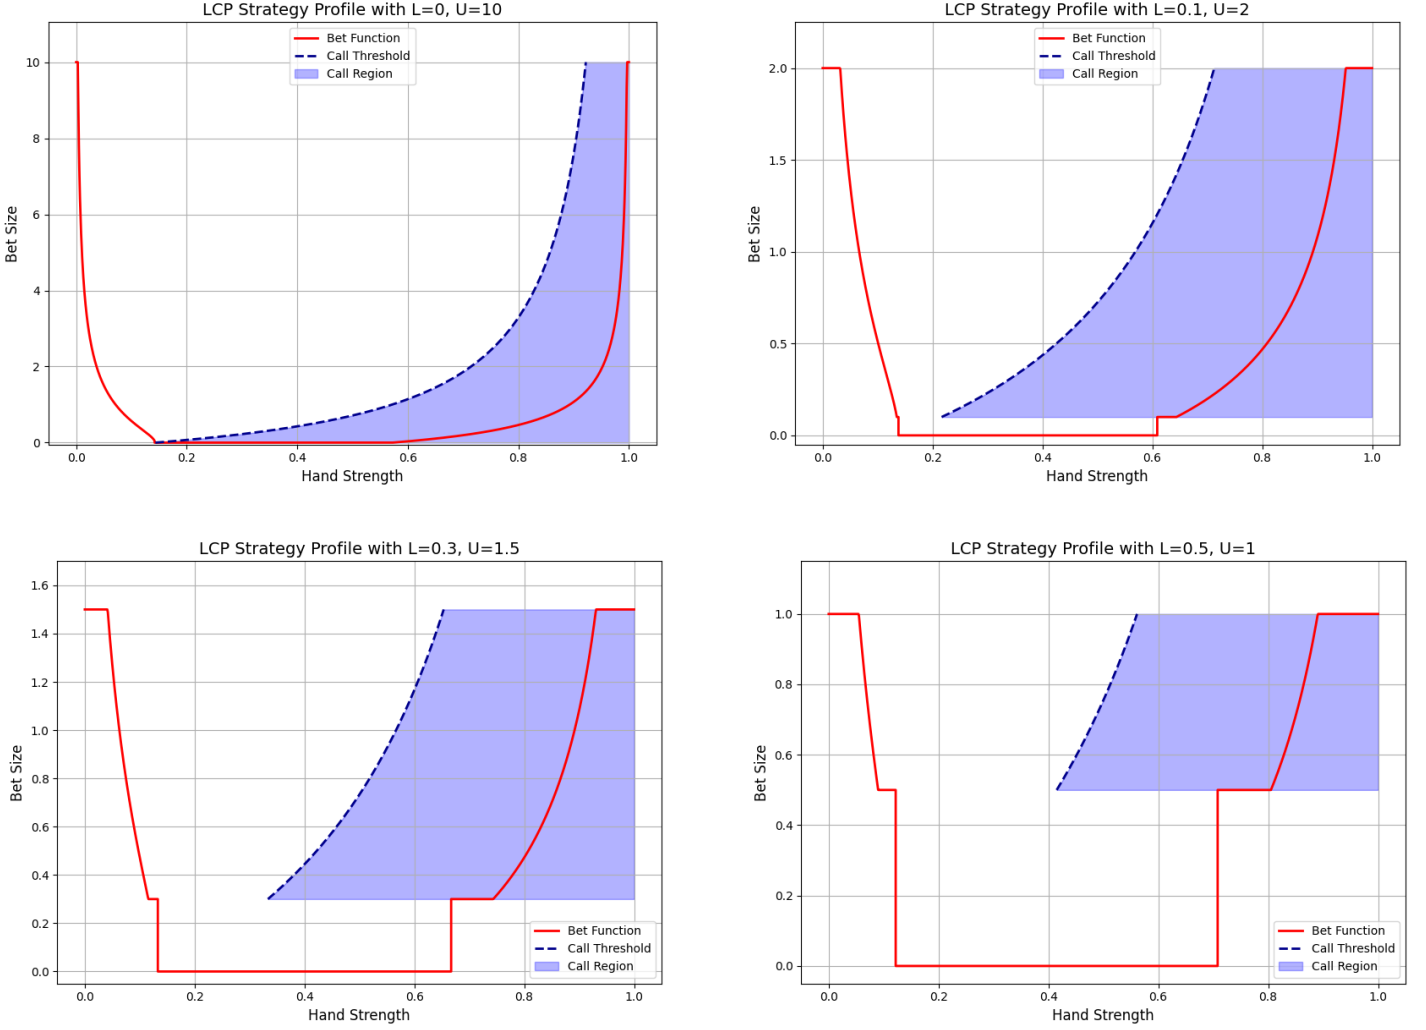 LCP Strategy Profile with L=0, U=10
Bet Function
Call Threshold
Call Region
10
8
6
4
2
0
Bet Size
0.0 0.2 0.4 0.6 0.8 1.0
Hand Strength
LCP Strategy Profile with L=0.1, U=2
Bet Function
Call Threshold
Call Region
2.0
1.5
1.0
0.5
0.0
Bet Size
0.0 0.2 0.4 0.6 0.8 1.0
Hand Strength
LCP Strategy Profile with L=0.3, U=1.5
1.6
1.4
1.2
1.0
0.8
0.6
0.4
0.2
0.0
Bet Size
Bet Function
Call Threshold
Call Region
0.0 0.2 0.4 0.6 0.8 1.0
Hand Strength
LCP Strategy Profile with L=0.5, U=1
1.0
0.8
0.6
0.4
0.2
0.0
Bet Size
Bet Function
Call Threshold
Call Region
0.0 0.2 0.4 0.6 0.8 1.0
Hand Strength